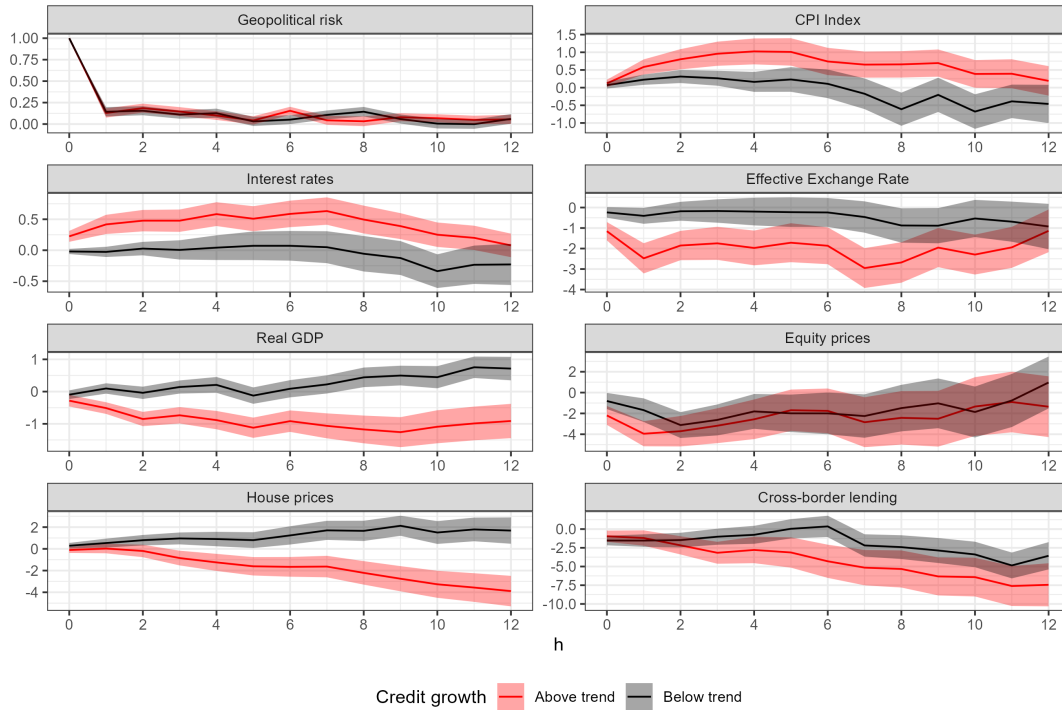 Geopolitical risk
1.00
0.75
0.50
0.25
0.00
0 2 4 6 8 10 12
CPI Index
1.5
1.0
0.5
0.0
-0.5
-1.0
0 2 4 6 8 10 12
Interest rates
0.5
0.0
-0.5
0 2 4 6 8 10 12
Effective Exchange Rate
0
-1
-2
-3
-4
0 2 4 6 8 10 12
Real GDP
1
0
-1
0 2 4 6 8 10 12
Equity prices
2
0
-2
-4
0 2 4 6 8 10 12
House prices
2
0
-2
-4
0 2 4 6 8 10 12
Cross-border lending
0.0
-2.5
-5.0
-7.5
-10.0
0 2 4 6 8 10 12
h
Credit growth Above trend Below trend